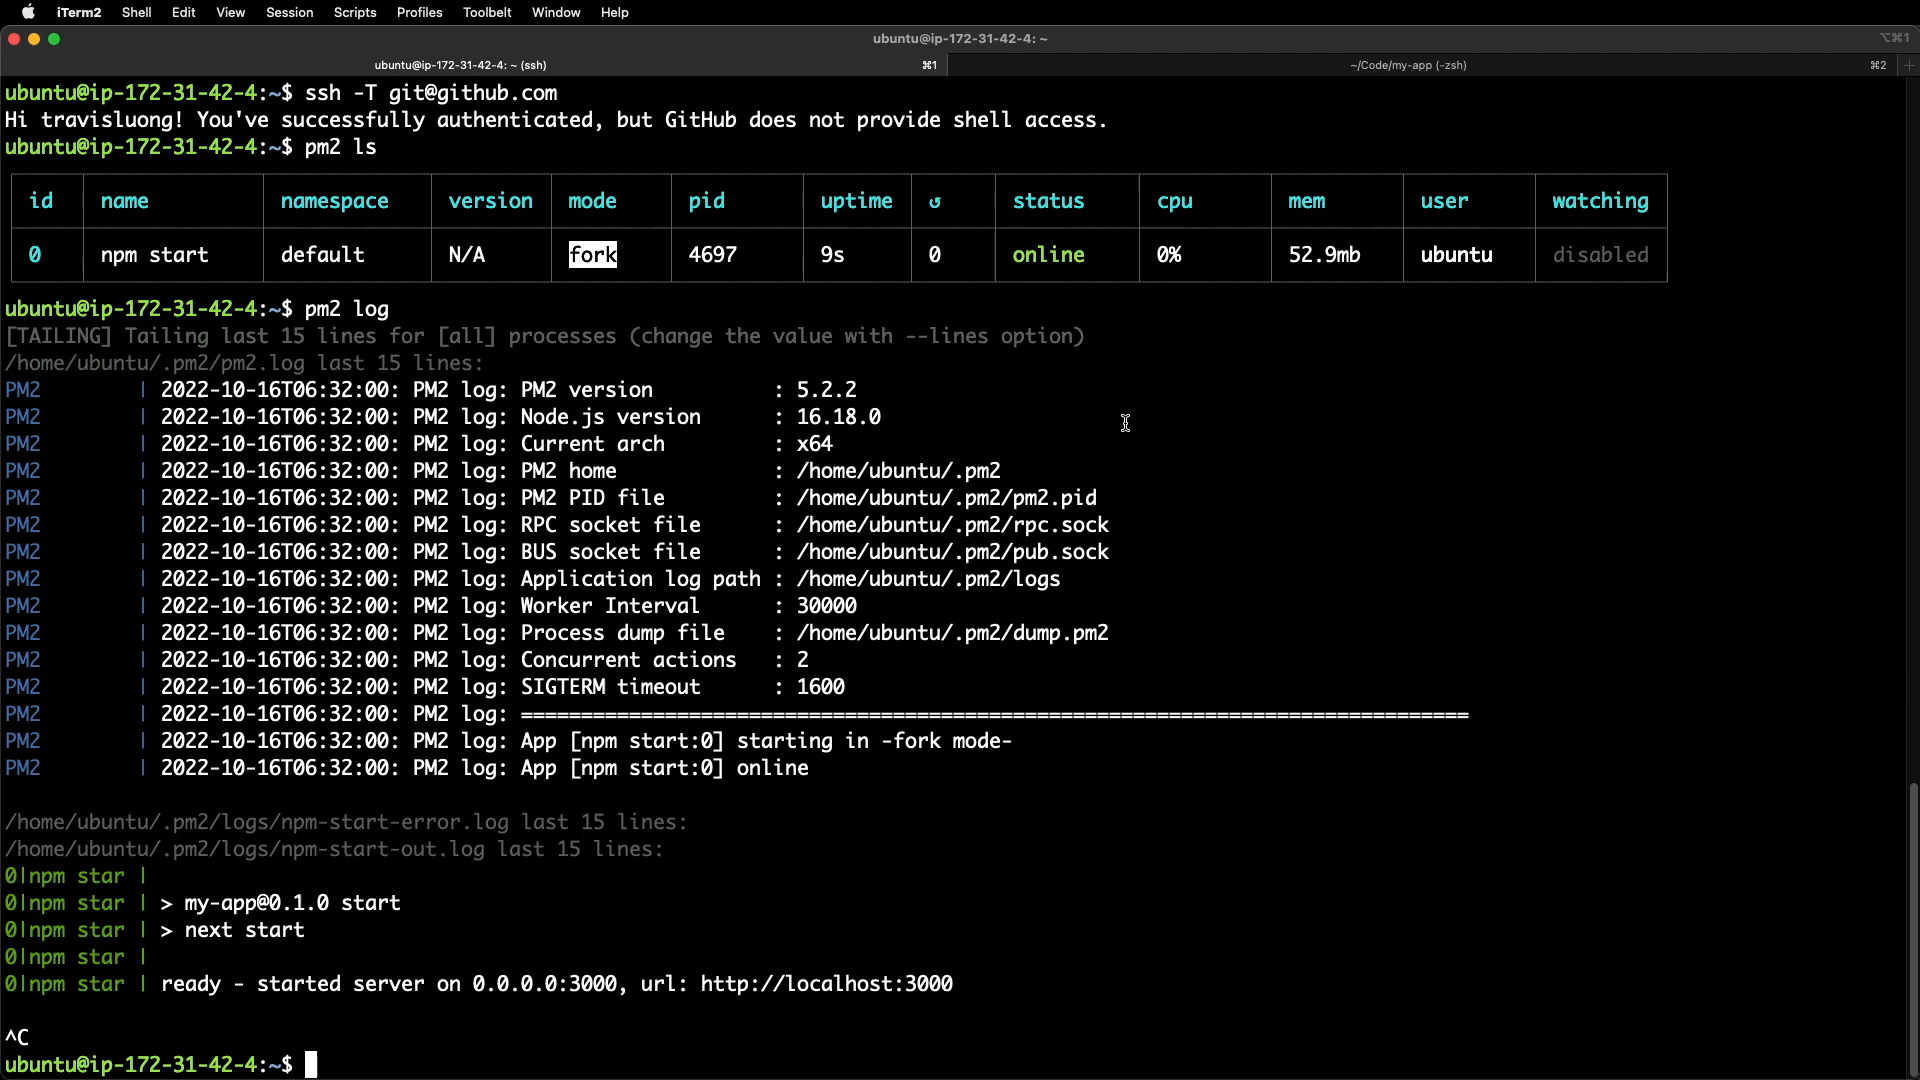 iTerm2 Shell Edit View Session Scripts Profiles Toolbelt Window Help
ubuntu@ip-172-31-42-4: ~ ⌥⌘1
ubuntu@ip-172-31-42-4: ~ (ssh) ⌘1 ~/Code/my-app (-zsh) ⌘2 +
ubuntu@ip-172-31-42-4:~$ ssh -T git@github.com
Hi travisluong! You've successfully authenticated, but GitHub does not provide shell access.
ubuntu@ip-172-31-42-4:~$ pm2 ls
id name namespace version mode pid uptime ↺ status cpu mem user watching
0 npm start default N/A fork 4697 9s 0 online 0% 52.9mb ubuntu disabled
ubuntu@ip-172-31-42-4:~$ pm2 log
[TAILING] Tailing last 15 lines for [all] processes (change the value with --lines option)
/home/ubuntu/.pm2/pm2.log last 15 lines:
PM2 | 2022-10-16T06:32:00: PM2 log: PM2 version : 5.2.2
PM2 | 2022-10-16T06:32:00: PM2 log: Node.js version : 16.18.0
PM2 | 2022-10-16T06:32:00: PM2 log: Current arch : x64
PM2 | 2022-10-16T06:32:00: PM2 log: PM2 home : /home/ubuntu/.pm2
PM2 | 2022-10-16T06:32:00: PM2 log: PM2 PID file : /home/ubuntu/.pm2/pm2.pid
PM2 | 2022-10-16T06:32:00: PM2 log: RPC socket file : /home/ubuntu/.pm2/rpc.sock
PM2 | 2022-10-16T06:32:00: PM2 log: BUS socket file : /home/ubuntu/.pm2/pub.sock
PM2 | 2022-10-16T06:32:00: PM2 log: Application log path : /home/ubuntu/.pm2/logs
PM2 | 2022-10-16T06:32:00: PM2 log: Worker Interval : 30000
PM2 | 2022-10-16T06:32:00: PM2 log: Process dump file : /home/ubuntu/.pm2/dump.pm2
PM2 | 2022-10-16T06:32:00: PM2 log: Concurrent actions : 2
PM2 | 2022-10-16T06:32:00: PM2 log: SIGTERM timeout : 1600
PM2 | 2022-10-16T06:32:00: PM2 log: ===============================================================================
PM2 | 2022-10-16T06:32:00: PM2 log: App [npm start:0] starting in -fork mode-
PM2 | 2022-10-16T06:32:00: PM2 log: App [npm start:0] online
/home/ubuntu/.pm2/logs/npm-start-error.log last 15 lines:
/home/ubuntu/.pm2/logs/npm-start-out.log last 15 lines:
0|npm star |
0|npm star | > my-app@0.1.0 start
0|npm star | > next start
0|npm star |
0|npm star | ready - started server on 0.0.0.0:3000, url: http://localhost:3000
^C
ubuntu@ip-172-31-42-4:~$